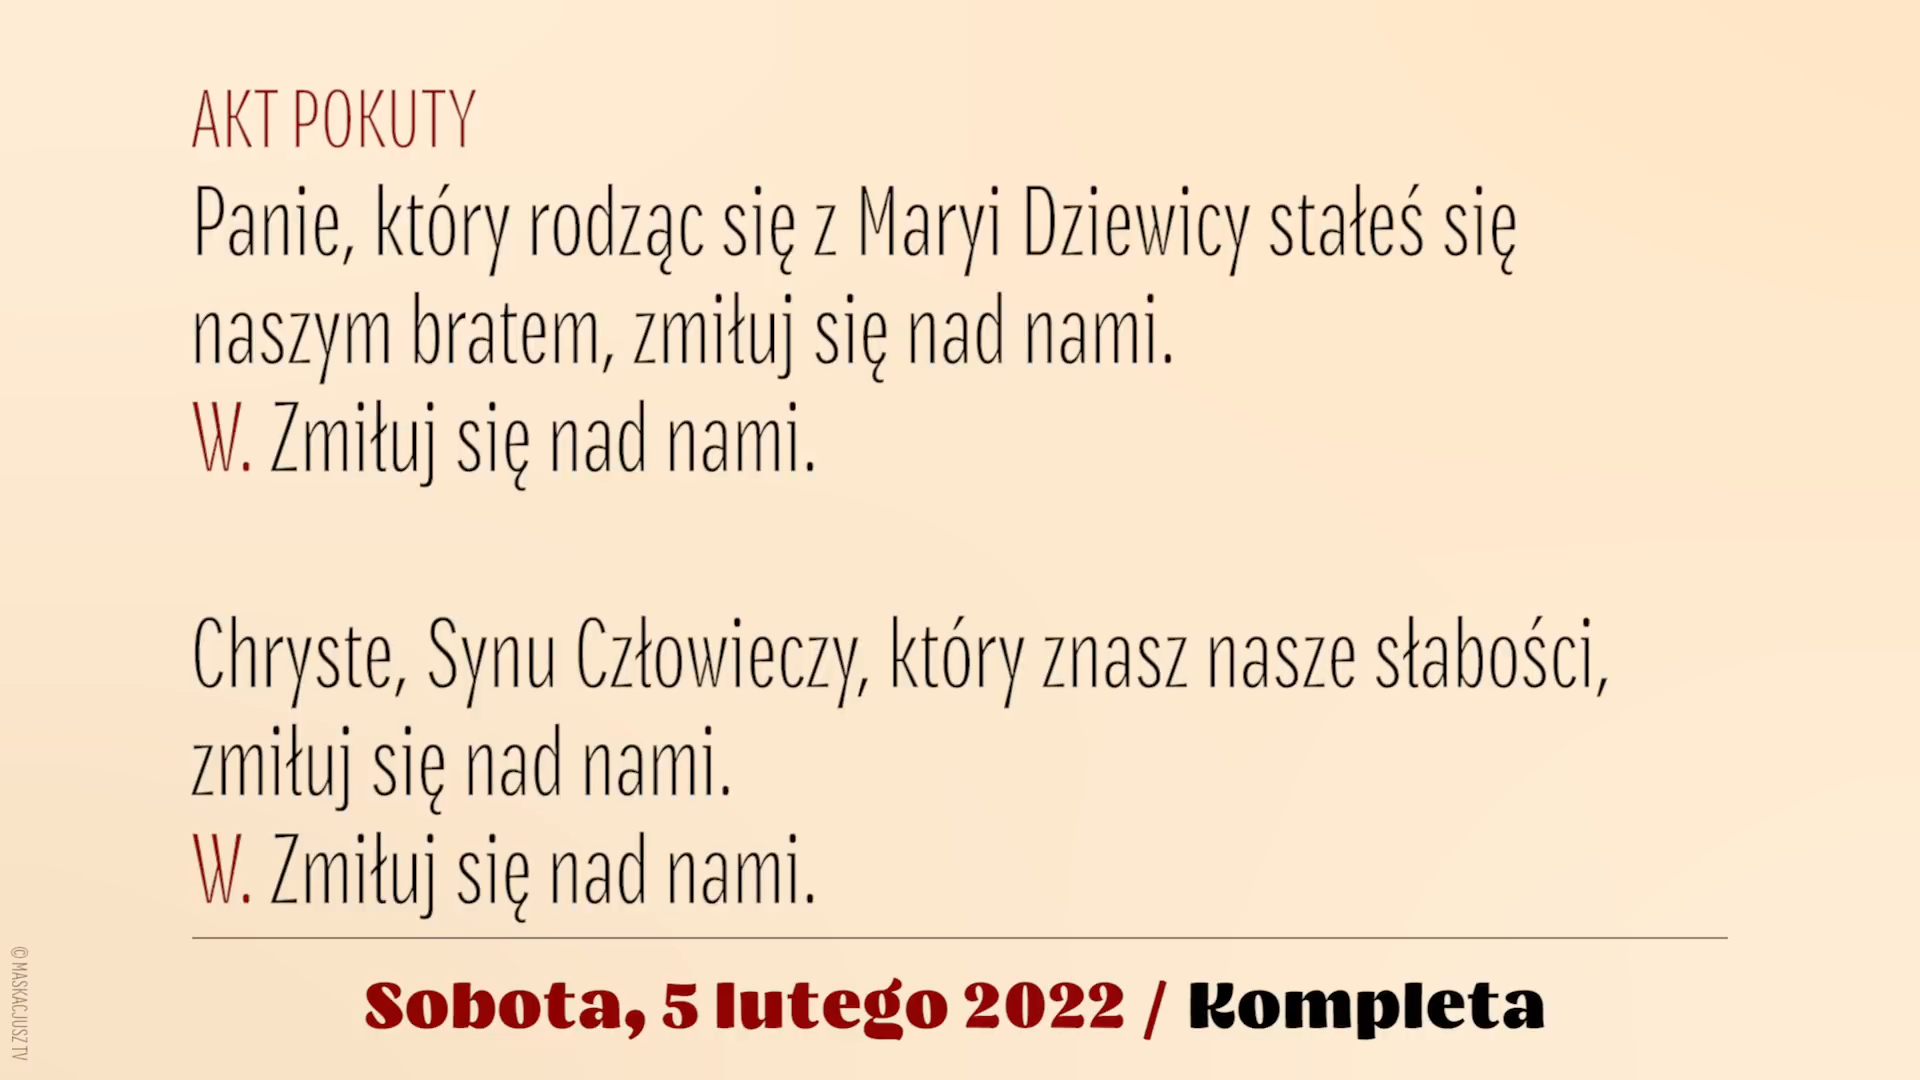 AKT POKUTY
Panie, który rodząc się z Maryi Dziewicy stałeś się
naszym bratem, zmiłuj się nad nami.
W. Zmiłuj się nad nami.
Chryste, Synu Człowieczy, który znasz nasze słabości,
zmiłuj się nad nami.
W. Zmiłuj się nad nami.
Sobota, 5 lutego 2022 / Kompleta
© MASKACJUSZ TV